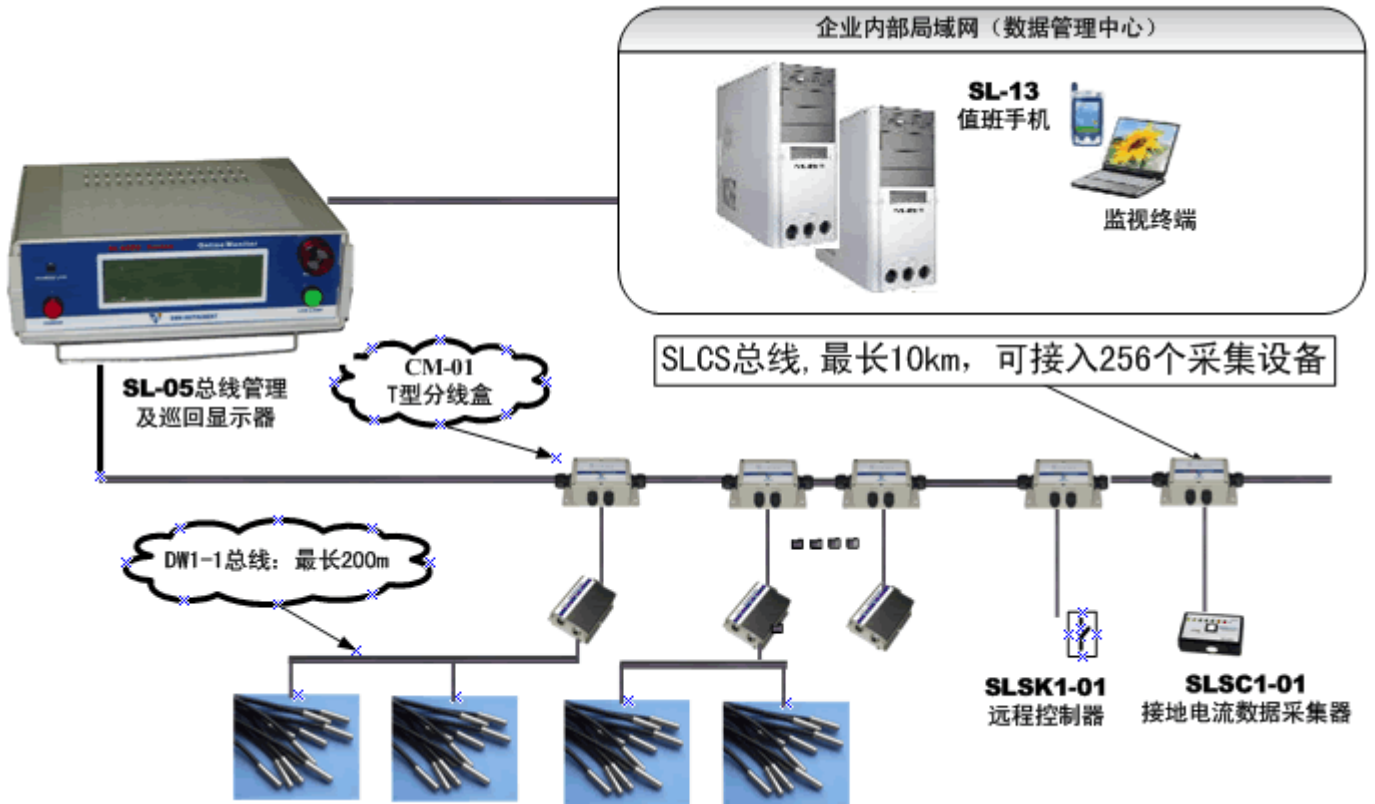 企业内部局域网（数据管理中心）
SL-13
值班手机
监视终端
Online Monitor
SL-05总线管理
及巡回显示器
CM-01
T型分线盒
SLCS总线,最长10km，可接入256个采集设备
DW1-1总线：最长200m
SLSK1-01
远程控制器
SLSC1-01
接地电流数据采集器